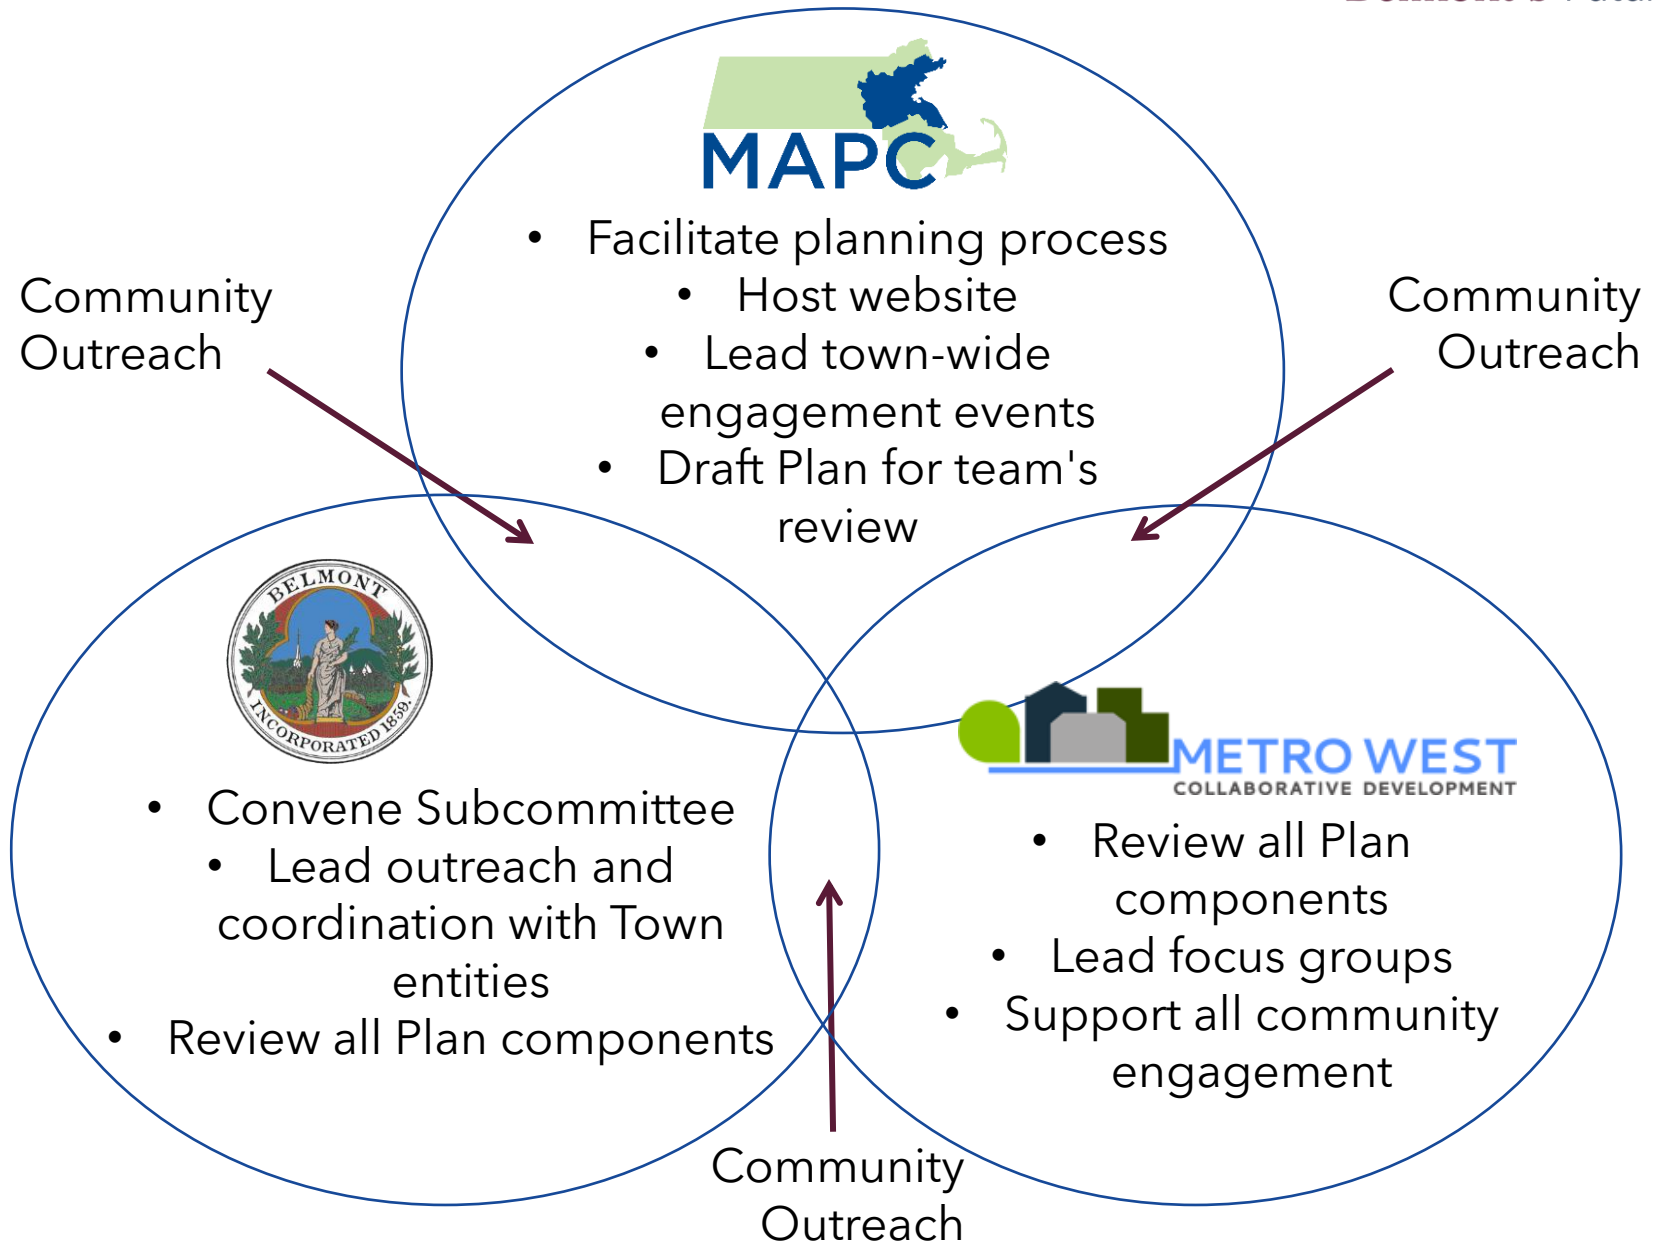 MAPC
• Facilitate planning process
• Host website
• Lead town-wide
engagement events
• Draft Plan for team's
review
Community
Outreach
Community
Outreach
BELMONT
INCORPORATED 1859.
• Convene Subcommittee
• Lead outreach and
coordination with Town
entities
• Review all Plan components
METRO WEST
COLLABORATIVE DEVELOPMENT
• Review all Plan
components
• Lead focus groups
• Support all community
engagement
Community
Outreach